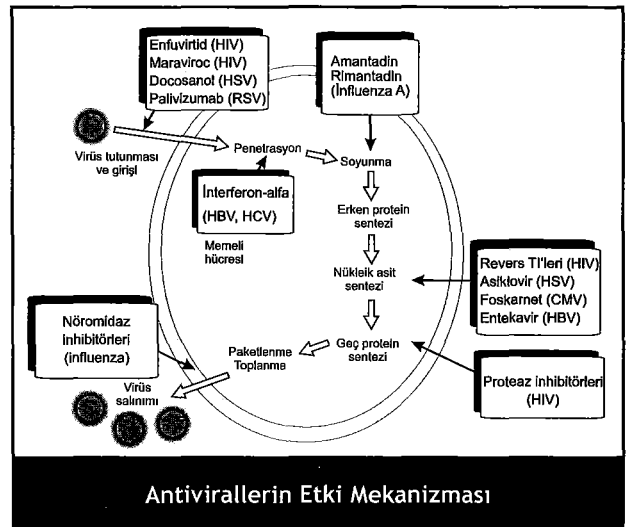 Enfuvirtid (HIV)
Maraviroc (HIV)
Docosanol (HSV)
Palivizumab (RSV)
Amantadin
Rimantadin
(İnfluenza A)
Virüs tutunması
ve girişi
Penetrasyon
Soyunma
İnterferon-alfa
(HBV, HCV)
Erken protein
sentezi
Memeli
hücresi
Nükleik asit
sentezi
Revers TI'leri (HIV)
Asiklovir (HSV)
Foskarnet (CMV)
Entekavir (HBV)
Nöromidaz
inhibitörleri
(influenza)
Geç protein
sentezi
Paketlenme
Toplanma
Virüs
salınımı
Proteaz inhibitörleri
(HIV)
Antivirallerin Etki Mekanizması